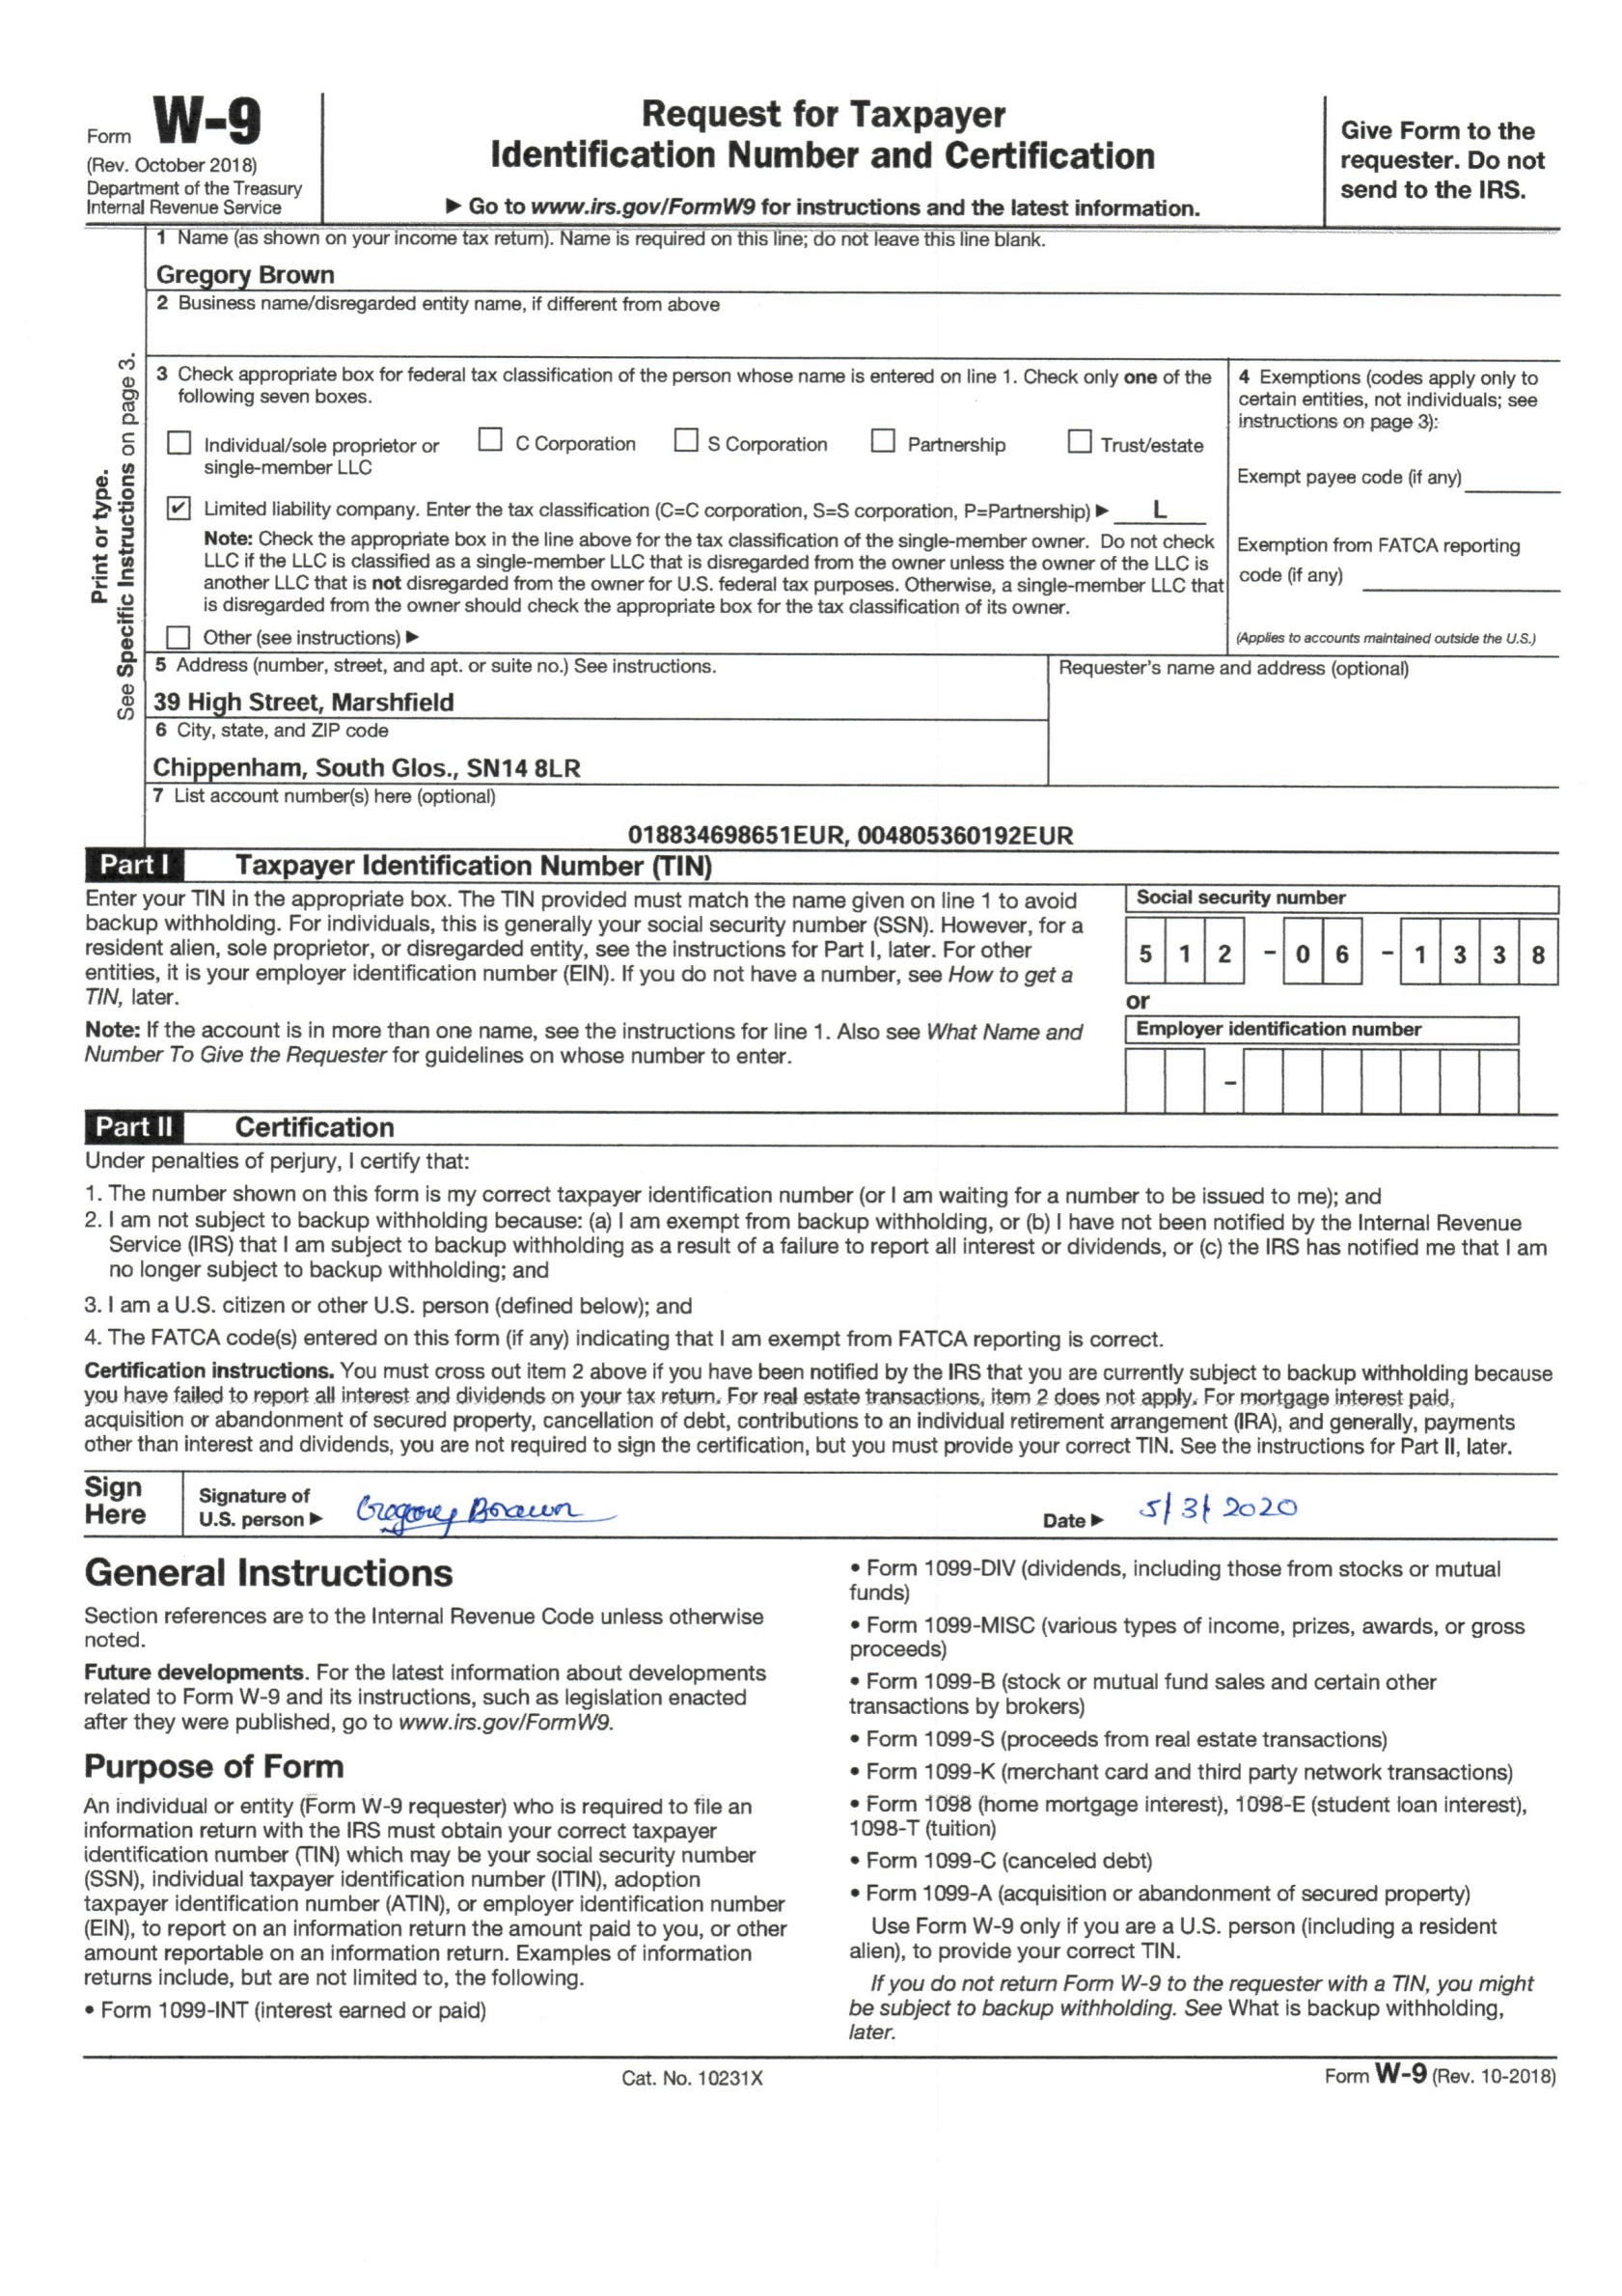 Form W-9
(Rev. October 2018)
Department of the Treasury
Internal Revenue Service
Request for Taxpayer
Identification Number and Certification
▶ Go to www.irs.gov/FormW9 for instructions and the latest information.
Give Form to the
requester. Do not
send to the IRS.
Print or type.
See Specific Instructions on page 3.
1 Name (as shown on your income tax return). Name is required on this line; do not leave this line blank.
Gregory Brown
2 Business name/disregarded entity name, if different from above
3 Check appropriate box for federal tax classification of the person whose name is entered on line 1. Check only one of the
following seven boxes.
☐ Individual/sole proprietor or
single-member LLC
☐ C Corporation ☐ S Corporation ☐ Partnership ☐ Trust/estate
☑ Limited liability company. Enter the tax classification (C=C corporation, S=S corporation, P=Partnership) ▶ L
Note: Check the appropriate box in the line above for the tax classification of the single-member owner. Do not check
LLC if the LLC is classified as a single-member LLC that is disregarded from the owner unless the owner of the LLC is
another LLC that is not disregarded from the owner for U.S. federal tax purposes. Otherwise, a single-member LLC that
is disregarded from the owner should check the appropriate box for the tax classification of its owner.
☐ Other (see instructions) ▶
4 Exemptions (codes apply only to
certain entities, not individuals; see
instructions on page 3):
Exempt payee code (if any)
Exemption from FATCA reporting
code (if any)
(Applies to accounts maintained outside the U.S.)
5 Address (number, street, and apt. or suite no.) See instructions.
39 High Street, Marshfield
6 City, state, and ZIP code
Chippenham, South Glos., SN14 8LR
Requester's name and address (optional)
7 List account number(s) here (optional)
018834698651EUR, 004805360192EUR
Part I Taxpayer Identification Number (TIN)
Enter your TIN in the appropriate box. The TIN provided must match the name given on line 1 to avoid
backup withholding. For individuals, this is generally your social security number (SSN). However, for a
resident alien, sole proprietor, or disregarded entity, see the instructions for Part I, later. For other
entities, it is your employer identification number (EIN). If you do not have a number, see How to get a
TIN, later.
Note: If the account is in more than one name, see the instructions for line 1. Also see What Name and
Number To Give the Requester for guidelines on whose number to enter.
Social security number
5 1 2 - 0 6 - 1 3 3 8
or
Employer identification number
-
Part II Certification
Under penalties of perjury, I certify that:
1. The number shown on this form is my correct taxpayer identification number (or I am waiting for a number to be issued to me); and
2. I am not subject to backup withholding because: (a) I am exempt from backup withholding, or (b) I have not been notified by the Internal Revenue
Service (IRS) that I am subject to backup withholding as a result of a failure to report all interest or dividends, or (c) the IRS has notified me that I am
no longer subject to backup withholding; and
3. I am a U.S. citizen or other U.S. person (defined below); and
4. The FATCA code(s) entered on this form (if any) indicating that I am exempt from FATCA reporting is correct.
Certification instructions. You must cross out item 2 above if you have been notified by the IRS that you are currently subject to backup withholding because
you have failed to report all interest and dividends on your tax return. For real estate transactions, item 2 does not apply. For mortgage interest paid,
acquisition or abandonment of secured property, cancellation of debt, contributions to an individual retirement arrangement (IRA), and generally, payments
other than interest and dividends, you are not required to sign the certification, but you must provide your correct TIN. See the instructions for Part II, later.
Sign
Here
Signature of
U.S. person ▶ Gregory Brown
Date ▶ 5/3/2020
General Instructions
Section references are to the Internal Revenue Code unless otherwise
noted.
Future developments. For the latest information about developments
related to Form W-9 and its instructions, such as legislation enacted
after they were published, go to www.irs.gov/FormW9.
Purpose of Form
An individual or entity (Form W-9 requester) who is required to file an
information return with the IRS must obtain your correct taxpayer
identification number (TIN) which may be your social security number
(SSN), individual taxpayer identification number (ITIN), adoption
taxpayer identification number (ATIN), or employer identification number
(EIN), to report on an information return the amount paid to you, or other
amount reportable on an information return. Examples of information
returns include, but are not limited to, the following.
• Form 1099-INT (interest earned or paid)
• Form 1099-DIV (dividends, including those from stocks or mutual
funds)
• Form 1099-MISC (various types of income, prizes, awards, or gross
proceeds)
• Form 1099-B (stock or mutual fund sales and certain other
transactions by brokers)
• Form 1099-S (proceeds from real estate transactions)
• Form 1099-K (merchant card and third party network transactions)
• Form 1098 (home mortgage interest), 1098-E (student loan interest),
1098-T (tuition)
• Form 1099-C (canceled debt)
• Form 1099-A (acquisition or abandonment of secured property)
Use Form W-9 only if you are a U.S. person (including a resident
alien), to provide your correct TIN.
If you do not return Form W-9 to the requester with a TIN, you might
be subject to backup withholding. See What is backup withholding,
later.
Cat. No. 10231X
Form W-9 (Rev. 10-2018)